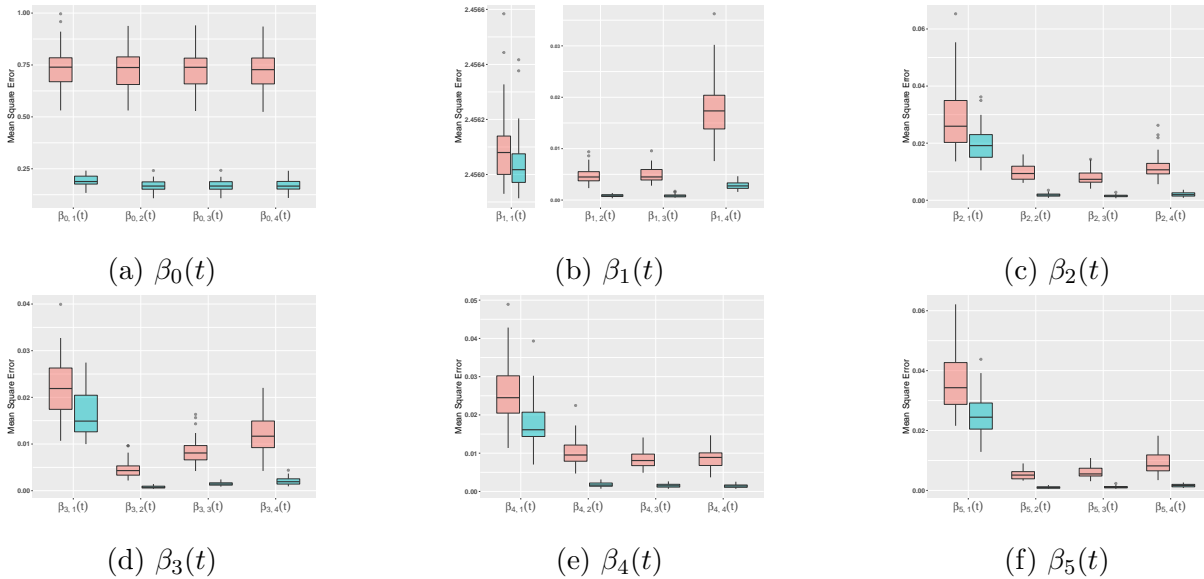 Mean Square Error
1.00
0.75
0.50
0.25
β0,1(t) β0,2(t) β0,3(t) β0,4(t)
(a) β0(t)
Mean Square Error
2.4566
2.4564
2.4562
2.4560
0.03
0.02
0.01
0.00
β1,1(t) β1,2(t) β1,3(t) β1,4(t)
(b) β1(t)
Mean Square Error
0.06
0.04
0.02
0.00
β2,1(t) β2,2(t) β2,3(t) β2,4(t)
(c) β2(t)
Mean Square Error
0.04
0.03
0.02
0.01
0.00
β3,1(t) β3,2(t) β3,3(t) β3,4(t)
(d) β3(t)
Mean Square Error
0.05
0.04
0.03
0.02
0.01
0.00
β4,1(t) β4,2(t) β4,3(t) β4,4(t)
(e) β4(t)
Mean Square Error
0.06
0.04
0.02
0.00
β5,1(t) β5,2(t) β5,3(t) β5,4(t)
(f) β5(t)